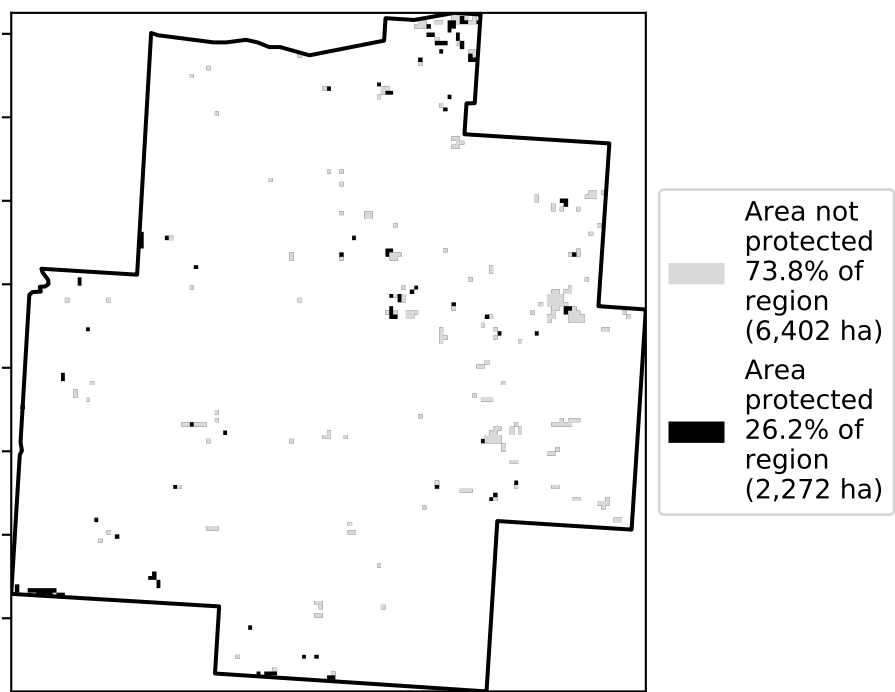 Area not
protected
73.8% of
region
(6,402 ha)
Area
protected
26.2% of
region
(2,272 ha)